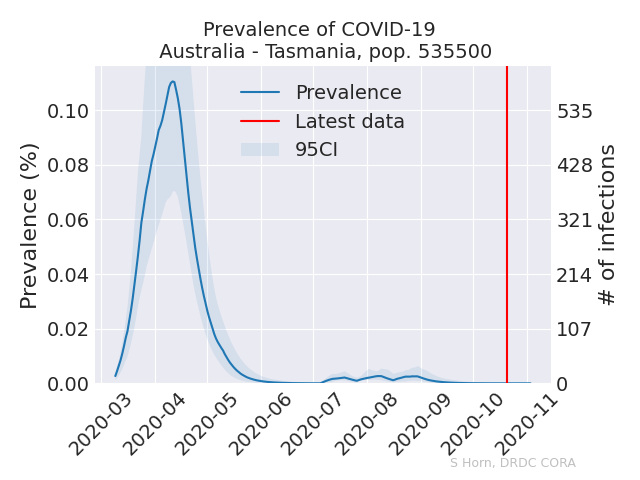 Prevalence of COVID-19
Australia - Tasmania, pop. 535500
Prevalence (%)
0.10
0.08
0.06
0.04
0.02
0.00
Prevalence
Latest data
95CI
535
428
321
214
107
0
# of infections
2020-03
2020-04
2020-05
2020-06
2020-07
2020-08
2020-09
2020-10
2020-11
S Horn, DRDC CORA